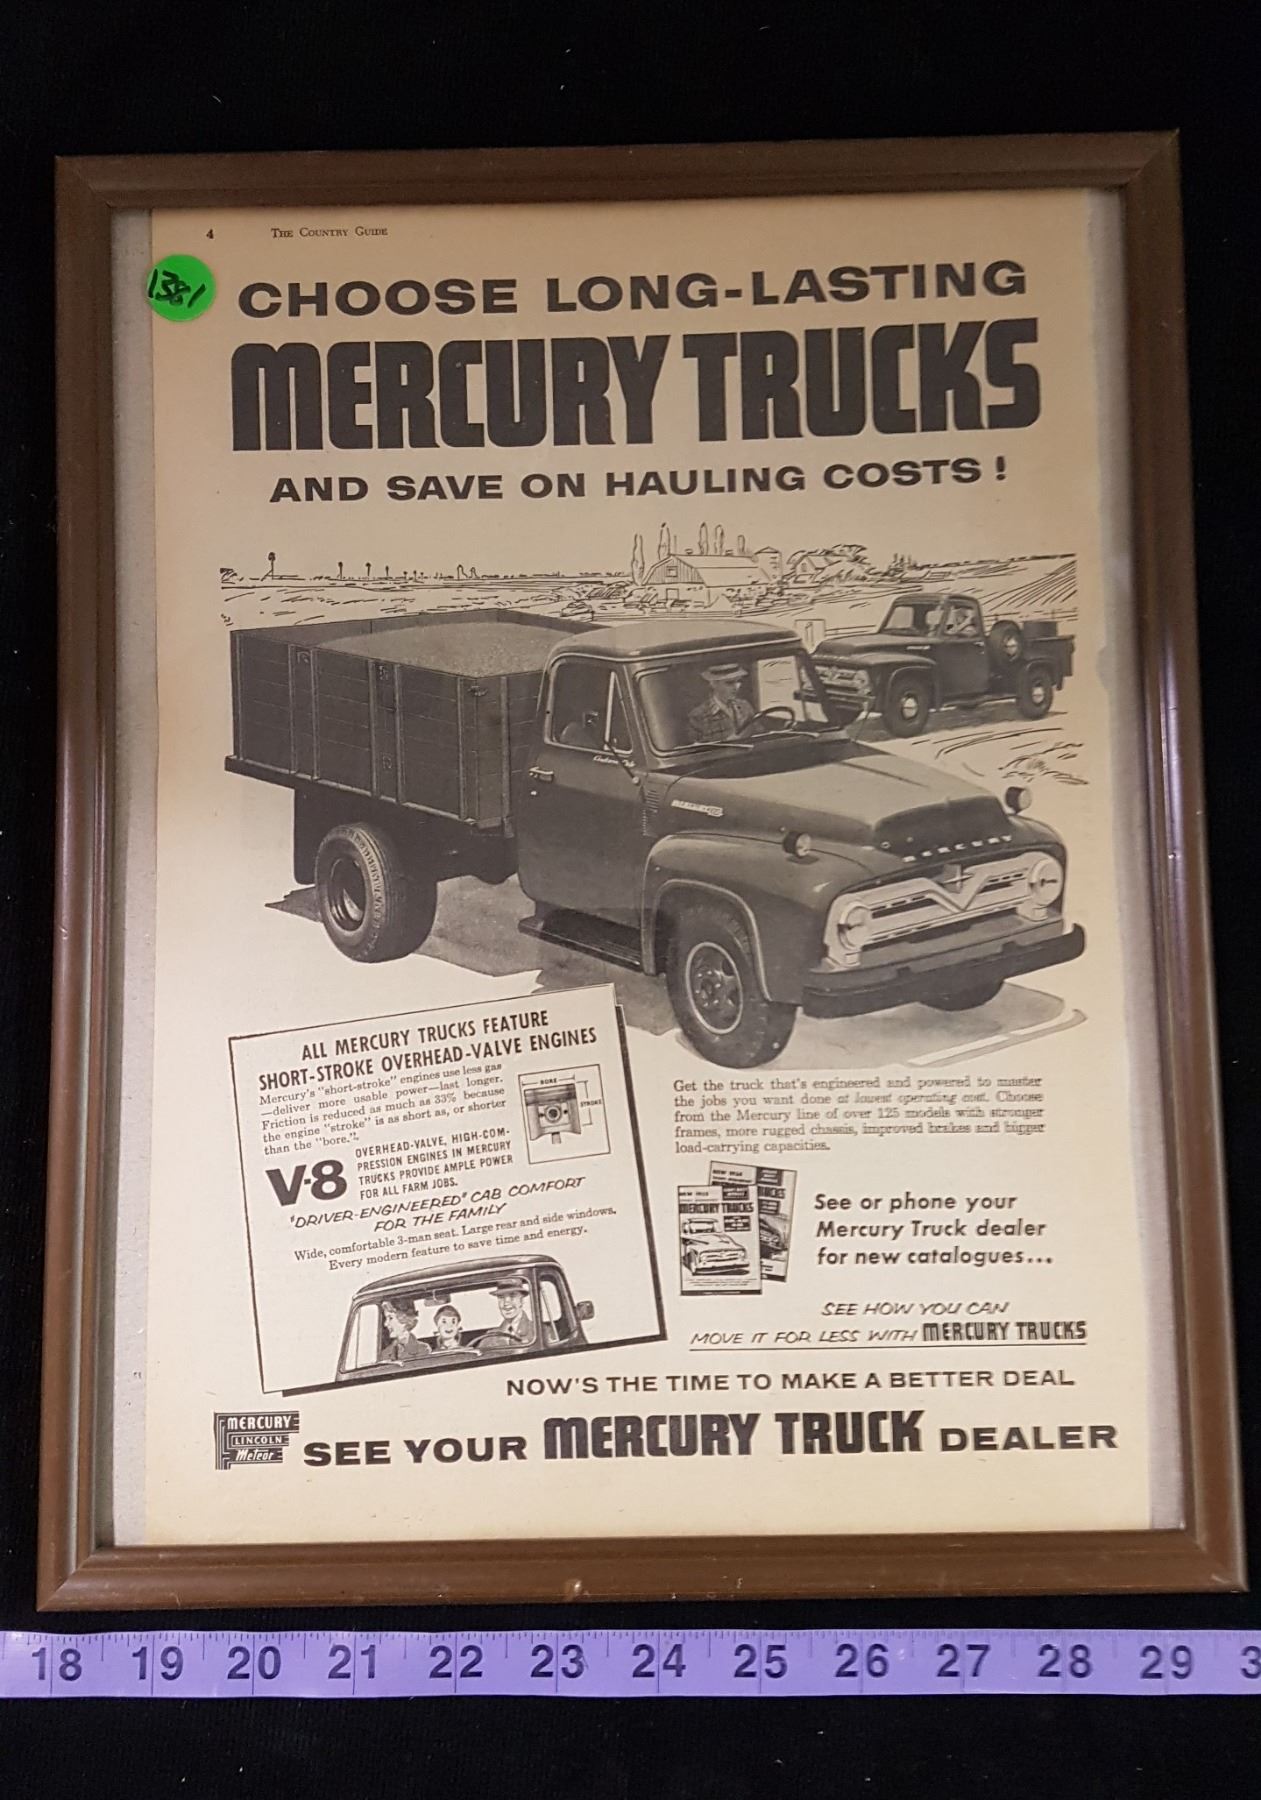 4 THE COUNTRY GUIDE
1381
CHOOSE LONG-LASTING
MERCURY TRUCKS
AND SAVE ON HAULING COSTS!
MERCURY
ALL MERCURY TRUCKS FEATURE
SHORT-STROKE OVERHEAD-VALVE ENGINES
Mercury's "short-stroke" engines use less gas
—deliver more usable power—last longer.
Friction is reduced as much as 33% because
the engine "stroke" is as short as, or shorter
than the "bore."
BORE
STROKE
V-8
OVERHEAD-VALVE, HIGH-COM-
PRESSION ENGINES IN MERCURY
TRUCKS PROVIDE AMPLE POWER
FOR ALL FARM JOBS.
"DRIVER-ENGINEERED" CAB COMFORT
FOR THE FAMILY
Wide, comfortable 3-man seat. Large rear and side windows.
Every modern feature to save time and energy.
Get the truck that's engineered and powered to master
the jobs you want done at lowest operating cost. Choose
from the Mercury line of over 125 models with stronger
frames, more rugged chassis, improved brakes and bigger
load-carrying capacities.
MERCURY TRUCKS
See or phone your
Mercury Truck dealer
for new catalogues...
SEE HOW YOU CAN
MOVE IT FOR LESS WITH MERCURY TRUCKS
NOW'S THE TIME TO MAKE A BETTER DEAL
MERCURY
LINCOLN
Meteor
SEE YOUR MERCURY TRUCK DEALER
18 19 20 21 22 23 24 25 26 27 28 29 3